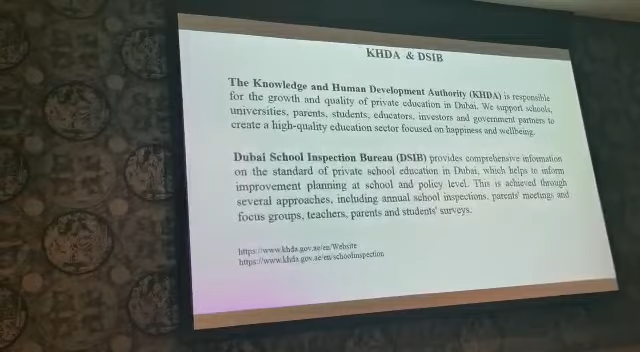 KHDA & DSIB
The Knowledge and Human Development Authority (KHDA) is responsible
for the growth and quality of private education in Dubai. We support schools,
universities, parents, students, educators, investors and government partners to
create a high-quality education sector focused on happiness and wellbeing.
Dubai School Inspection Bureau (DSIB) provides comprehensive information
on the standard of private school education in Dubai, which helps to inform
improvement planning at school and policy level. This is achieved through
several approaches, including annual school inspections, parents' meetings and
focus groups, teachers, parents and students' surveys.
https://www.khda.gov.ae/en/Website
https://www.khda.gov.ae/en/schoolinspection